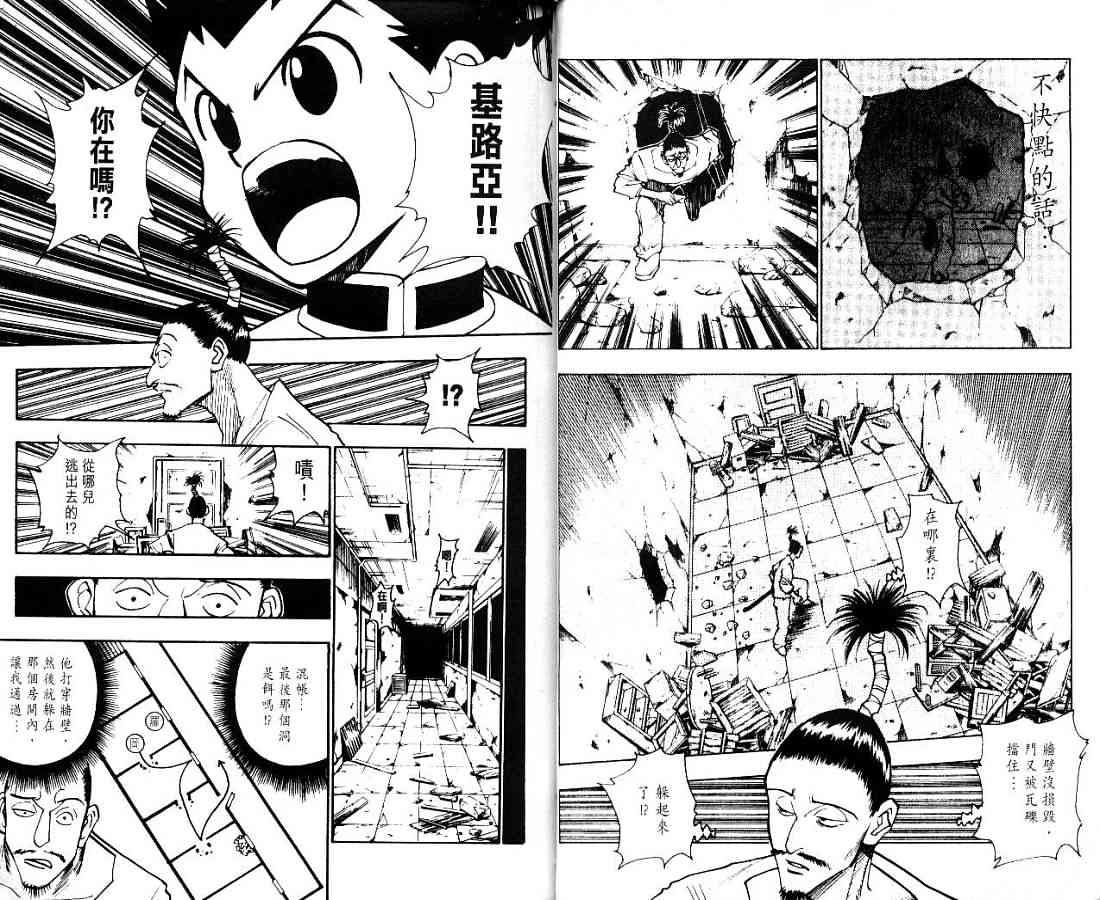 不快點的話…
在哪裏!?
牆壁沒損毀，
門又被瓦礫
擋住…
躲起來
了!?
基路亞!!
你在嗎!?
!?
嘖！
從哪兒
逃出去的!?
嗯！
在啊！
混帳…
最後那個洞
是餌嗎!?
他打穿牆壁，
然後就躲在
那個房間內，
讓我通過…